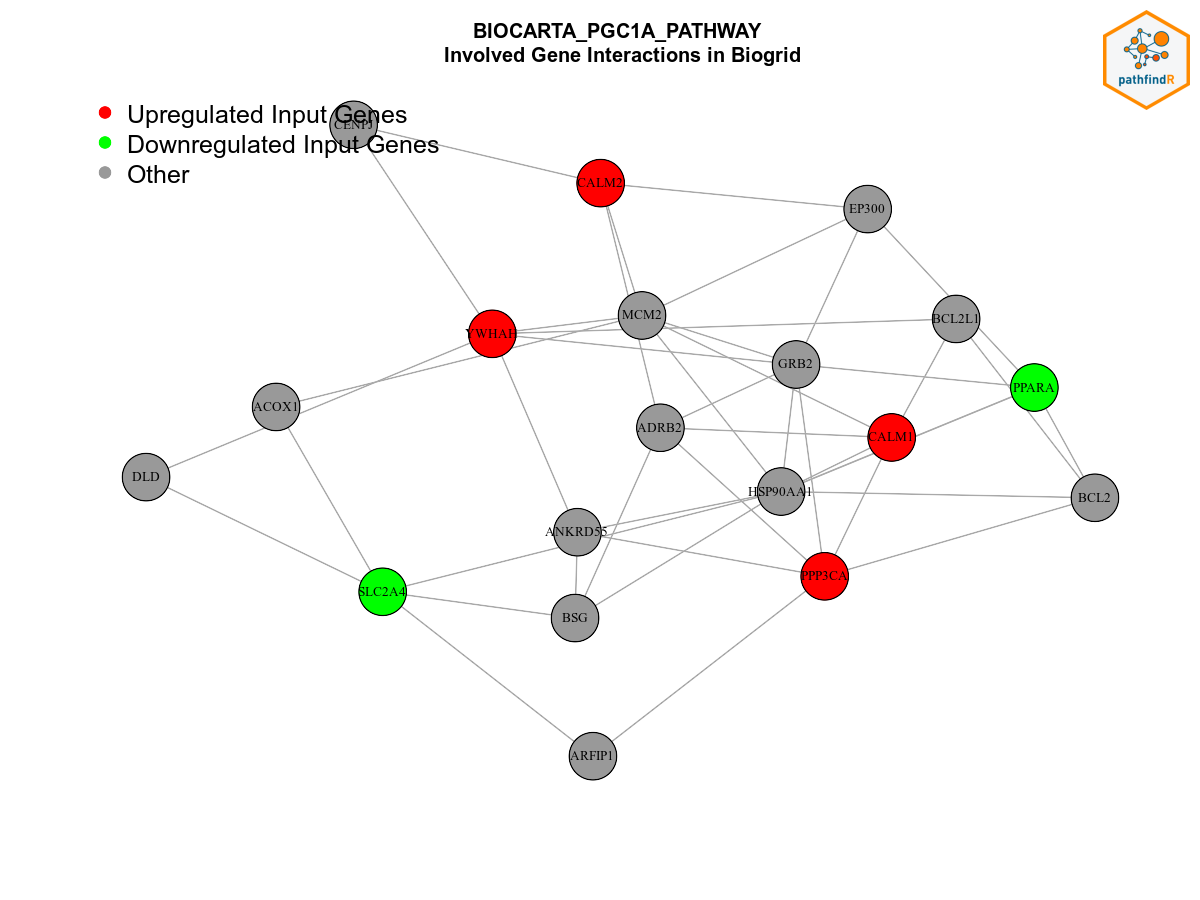 BIOCARTA_PGC1A_PATHWAY
Involved Gene Interactions in Biogrid
pathfindR
Upregulated Input Genes
Downregulated Input Genes
Other
CENPJ
CALM2
EP300
MCM2
BCL2L1
YWHAH
GRB2
PPARA
ACOX1
ADRB2
CALM1
DLD
HSP90AA1
BCL2
ANKRD55
PPP3CA
SLC2A4
BSG
ARFIP1